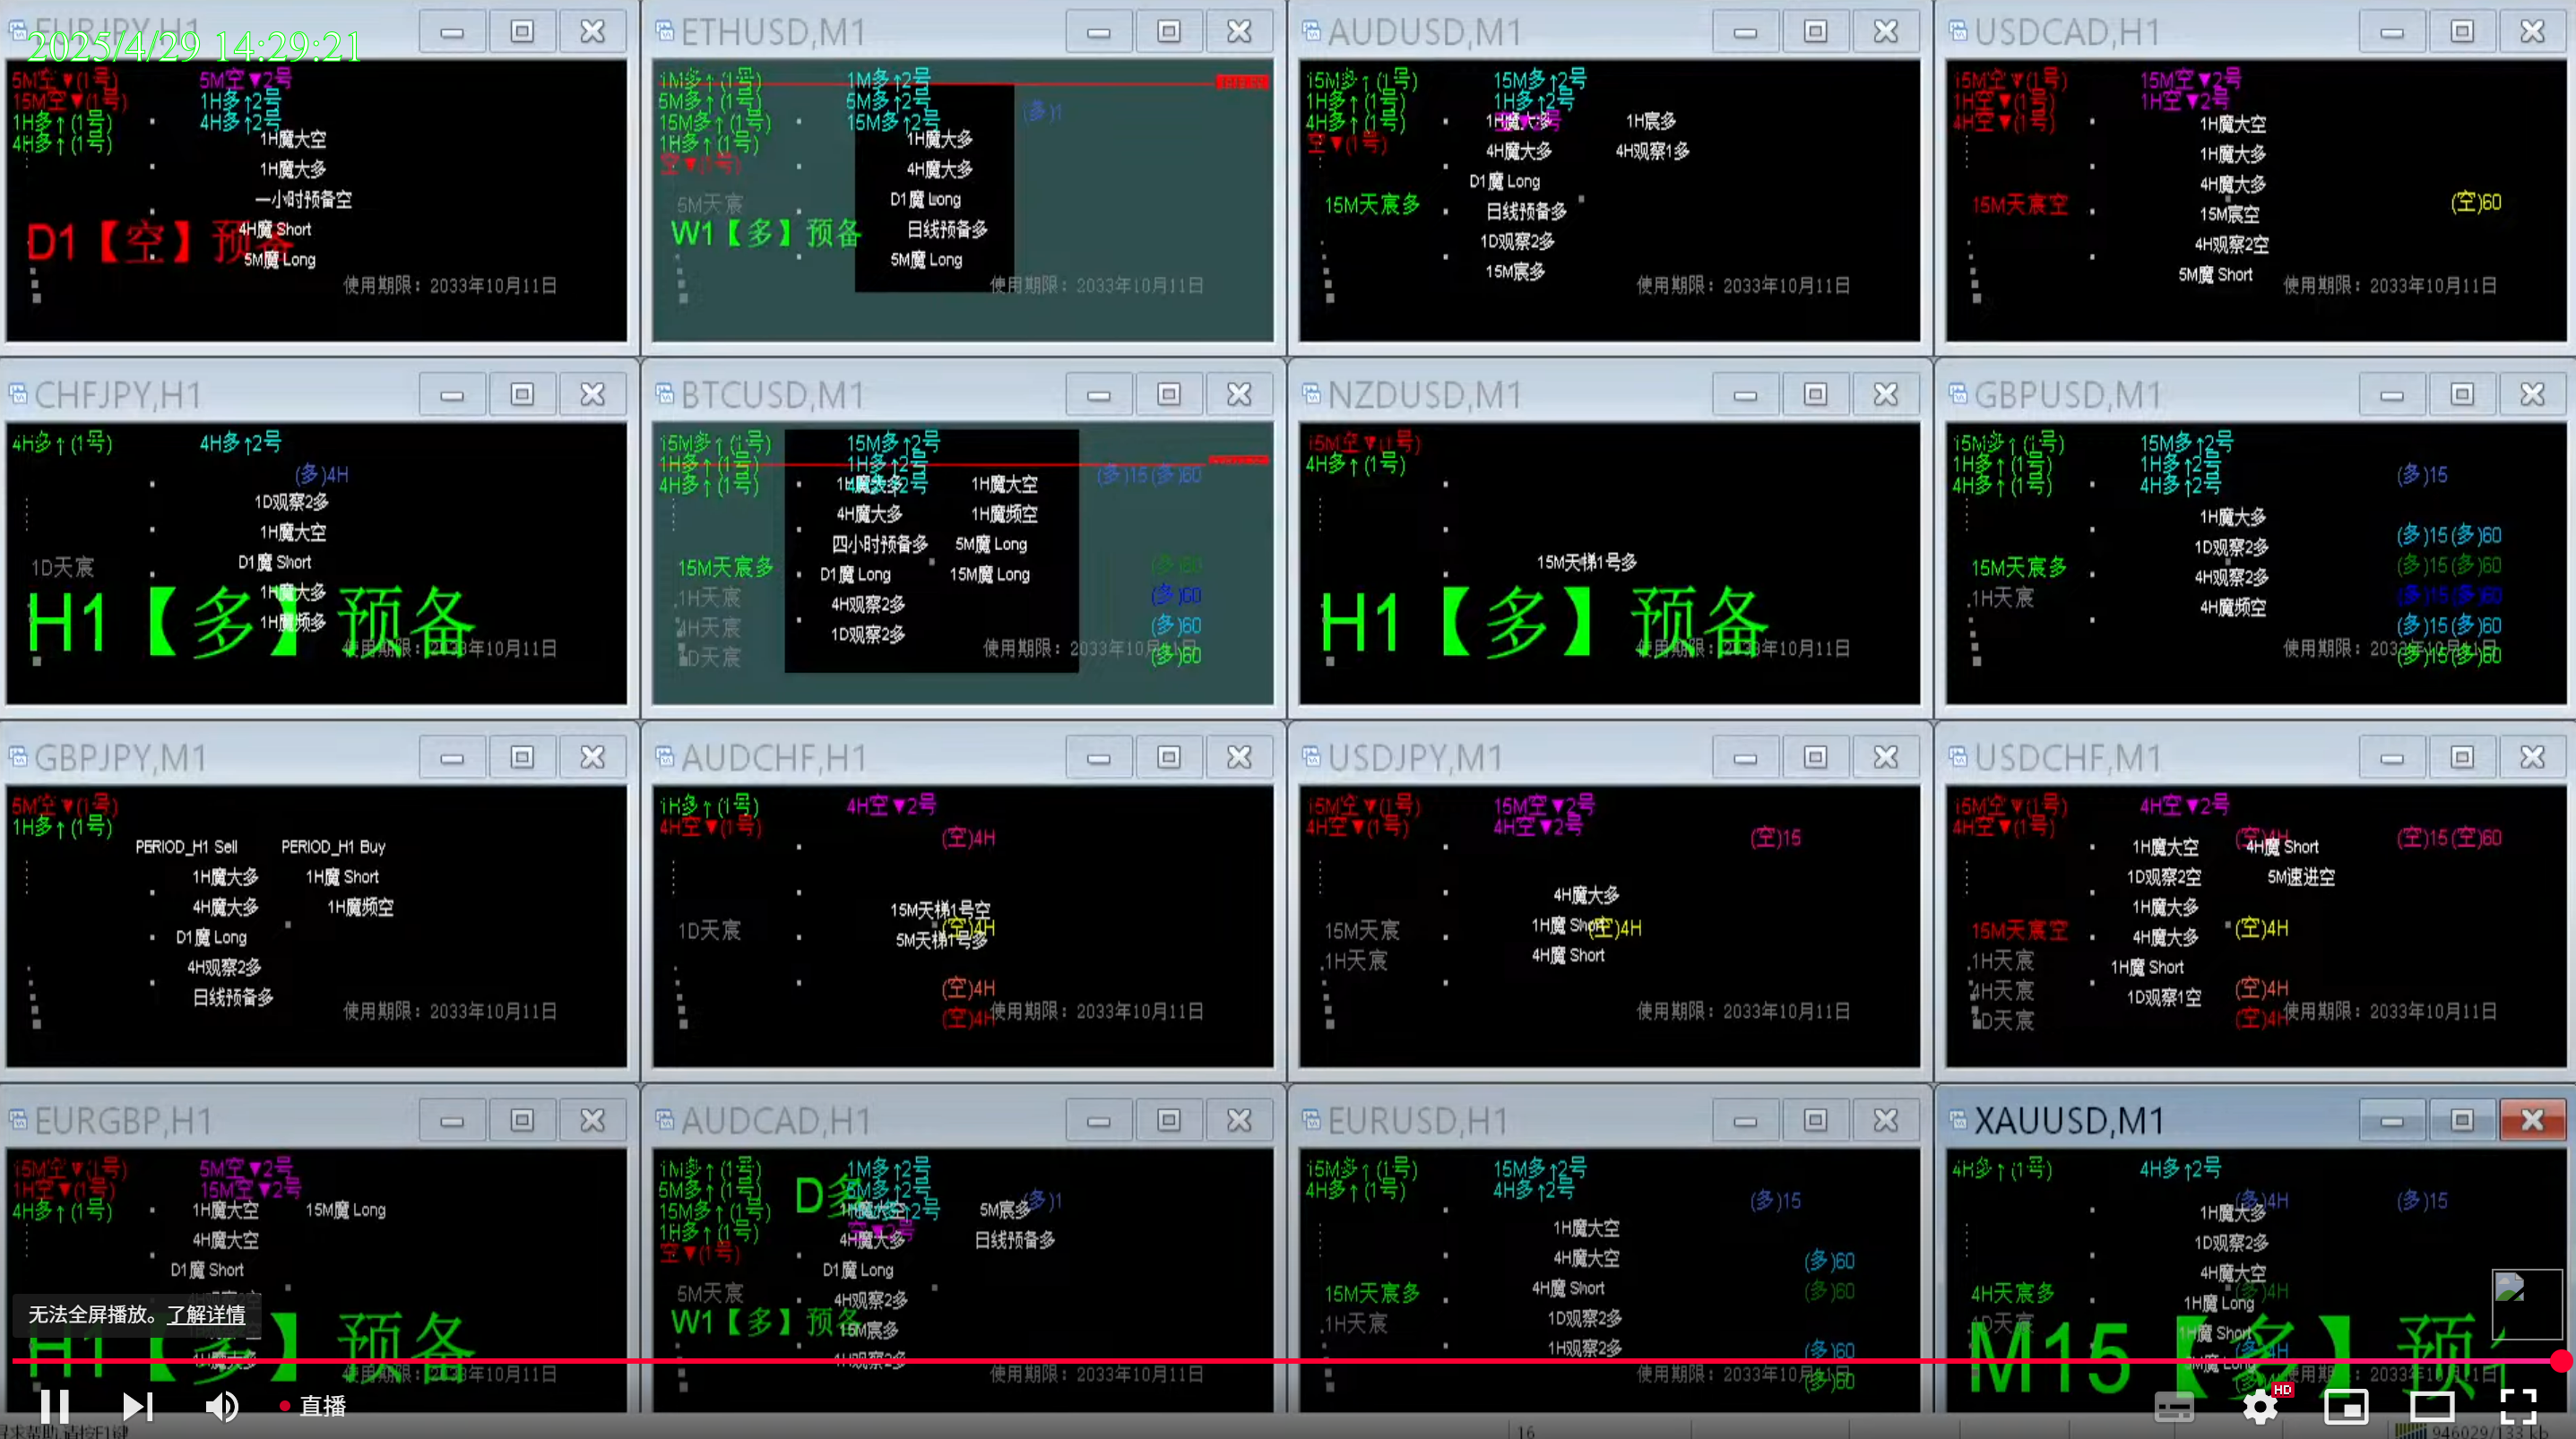 EURJPY,H1
2025/4/29 14:29:21
5M空▼(1号) 5M空▼2号
15M空▼(1号) 1H多↑2号
1H多↑(1号) 4H多↑2号
4H多↑(1号) 1H魔大空
1H魔大多
一小时预备空
4H魔 Short
D1【空】预备
5M魔 Long
使用期限：2033年10月11日
ETHUSD,M1
1M多↑(1号) 1M多↑2号
5M多↑(1号) 5M多↑2号 (多)1
15M多↑(1号) 15M多↑2号
1H多↑(1号) 1H魔大多
空▼(1号) 4H魔大多
5M天宸 D1魔 Long
W1【多】预备 日线预备多
5M魔 Long
使用期限：2033年10月11日
AUDUSD,M1
15M多↑(1号) 15M多↑2号
1H多↑(1号) 1H多↑2号
4H多↑(1号) 1H魔大多 1H宸多
空▼(1号) 4H魔大多 4H观察1多
D1魔 Long
15M天宸多 日线预备多
1D观察2多
15M宸多
使用期限：2033年10月11日
USDCAD,H1
15M空▼(1号) 15M空▼2号
1H空▼(1号) 1H空▼2号
4H空▼(1号) 1H魔大空
1H魔大多
4H魔大多
15M天宸空 15M宸空 (空)60
4H观察2空
5M魔 Short
使用期限：2033年10月11日
CHFJPY,H1
4H多↑(1号) 4H多↑2号
(多)4H
1D观察2多
1H魔大空
1D天宸 D1魔 Short
1H魔大多
H1【多】预备
1H魔频多
使用期限：2033年10月11日
BTCUSD,M1
15M多↑(1号) 15M多↑2号
1H多↑(1号) 1H多↑2号 (多)15 (多)60
4H多↑(1号) 1H魔大多 1H魔大空
4H魔大多 1H魔频空
四小时预备多 5M魔 Long
15M天宸多 D1魔 Long 15M魔 Long (多)60
1H天宸 4H观察2多 (多)60
4H天宸 1D观察2多 (多)60
1D天宸 (多)60
使用期限：2033年10月11日
NZDUSD,M1
15M空▼(1号)
4H多↑(1号)
15M天梯1号多
H1【多】预备
使用期限：2033年10月11日
GBPUSD,M1
15M多↑(1号) 15M多↑2号
1H多↑(1号) 1H多↑2号 (多)15
4H多↑(1号) 4H多↑2号
1H魔大多 (多)15 (多)60
1D观察2多 (多)15 (多)60
15M天宸多 4H观察2多 (多)15 (多)60
1H天宸 4H魔频空 (多)15 (多)60
(多)15 (多)60
使用期限：2033年10月11日
GBPJPY,M1
5M空▼(1号)
1H多↑(1号)
PERIOD_H1 Sell PERIOD_H1 Buy
1H魔大多 1H魔 Short
4H魔大多 1H魔频空
D1魔 Long
4H观察2多
日线预备多
使用期限：2033年10月11日
AUDCHF,H1
1H多↑(1号) 4H空▼2号
4H空▼(1号) (空)4H
15M天梯1号空
1D天宸 (空)4H
5M天梯1号多
(空)4H
(空)4H
使用期限：2033年10月11日
USDJPY,M1
15M空▼(1号) 15M空▼2号
4H空▼(1号) 4H空▼2号 (空)15
4H魔大多
15M天宸 1H魔 Short (空)4H
1H天宸 4H魔 Short
使用期限：2033年10月11日
USDCHF,M1
15M空▼(1号) 4H空▼2号
4H空▼(1号) (空)4H (空)15 (空)60
1H魔大空 4H魔 Short
1D观察2空 5M速进空
1H魔大多
15M天宸空 4H魔大多 (空)4H
1H天宸 1H魔 Short
4H天宸 1D观察1空 (空)4H
1D天宸 (空)4H
使用期限：2033年10月11日
EURGBP,H1
15M空▼(1号) 5M空▼2号
1H空▼(1号) 15M空▼2号
4H多↑(1号) 1H魔大空 15M魔 Long
4H魔大空
D1魔 Short
无法全屏播放。了解详情
H1【多】预备
1H魔大多
使用期限：2033年10月11日
AUDCAD,H1
1M多↑(1号) 1M多↑2号
5M多↑(1号) D多 5M多↑2号 (多)1
15M多↑(1号) 5M宸多
1H多↑(1号) 空▼2号
空▼(1号) 4H魔大多 日线预备多
D1魔 Long
5M天宸 4H观察2多
W1【多】预备 15M宸多
使用期限：2033年10月11日
EURUSD,H1
15M多↑(1号) 15M多↑2号
4H多↑(1号) 4H多↑2号 (多)15
1H魔大空
4H魔大空 (多)60
15M天宸多 4H魔 Short (多)60
1H天宸 1D观察2多
1H观察2多 (多)60
(多)60
使用期限：2033年10月11日
XAUUSD,M1
4H多↑(1号) 4H多↑2号
(多)4H (多)15
1H魔大多
1D观察2多
4H魔大空
4H天宸多 1H魔 Long (多)4H
1D天宸 1H魔 Short
M15【多】预
直播
HD
16
946029/133 kb